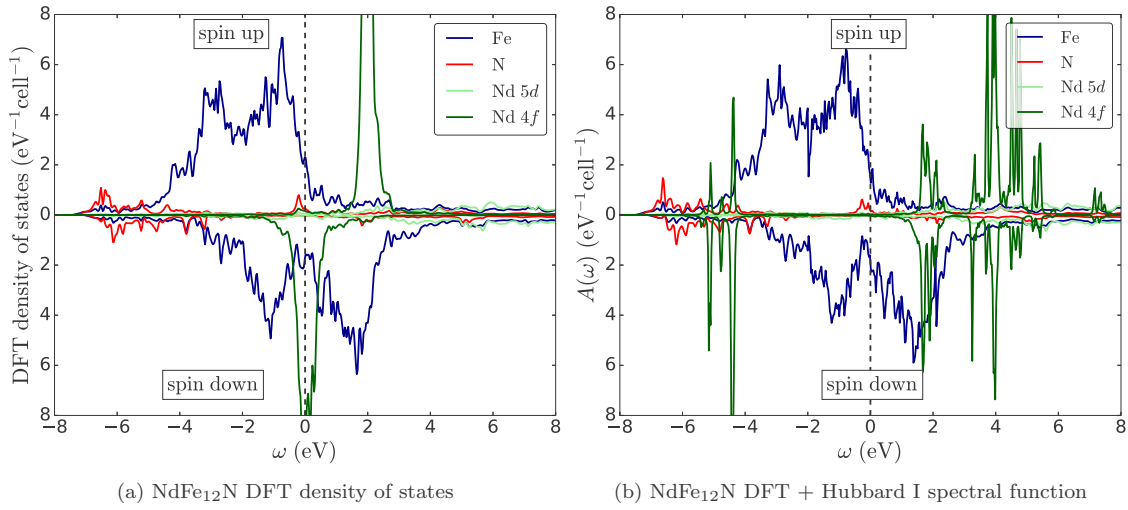 DFT density of states (eV⁻¹cell⁻¹)
8
6
4
2
0
2
4
6
8
spin up
spin down
Fe
N
Nd 5d
Nd 4f
−8 −6 −4 −2 0 2 4 6 8
ω (eV)
(a) NdFe₁₂N DFT density of states
A(ω) (eV⁻¹cell⁻¹)
8
6
4
2
0
2
4
6
8
spin up
spin down
Fe
N
Nd 5d
Nd 4f
−8 −6 −4 −2 0 2 4 6 8
ω (eV)
(b) NdFe₁₂N DFT + Hubbard I spectral function